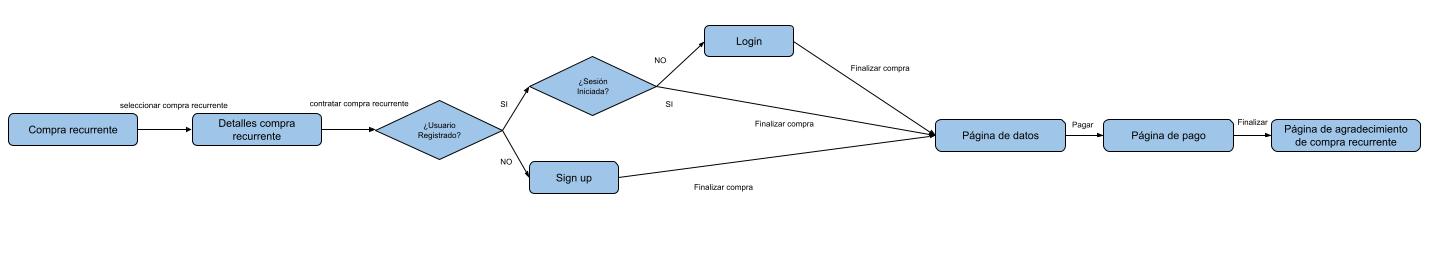 Compra recurrente
seleccionar compra recurrente
Detalles compra
recurrente
contratar compra recurrente
¿Usuario
Registrado?
SI
NO
¿Sesión
Iniciada?
NO
SI
Login
Sign up
Finalizar compra
Finalizar compra
Finalizar compra
Página de datos
Pagar
Página de pago
Finalizar
Página de agradecimiento
de compra recurrente